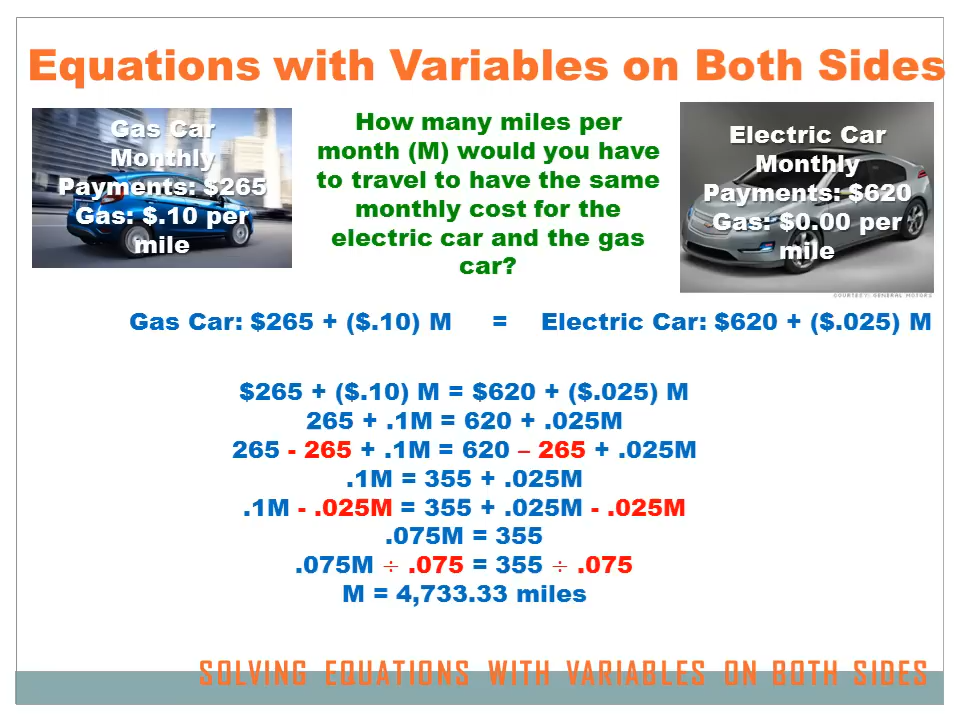 Equations with Variables on Both Sides
Gas Car
Monthly
Payments: $265
Gas: $.10 per
mile
How many miles per
month (M) would you have
to travel to have the same
monthly cost for the
electric car and the gas
car?
Electric Car
Monthly
Payments: $620
Gas: $0.00 per
mile
COURTESY: GENERAL MOTORS
Gas Car: $265 + ($.10) M = Electric Car: $620 + ($.025) M
$265 + ($.10) M = $620 + ($.025) M
265 + .1M = 620 + .025M
265 - 265 + .1M = 620 – 265 + .025M
.1M = 355 + .025M
.1M - .025M = 355 + .025M - .025M
.075M = 355
.075M ÷ .075 = 355 ÷ .075
M = 4,733.33 miles
SOLVING EQUATIONS WITH VARIABLES ON BOTH SIDES